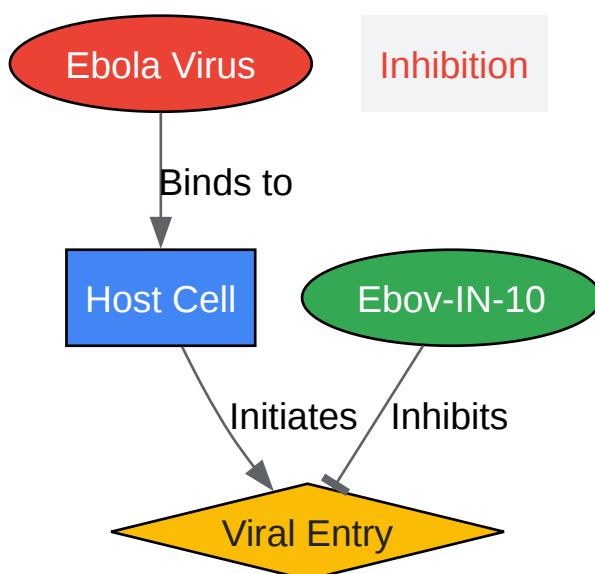 Ebola Virus
Inhibition
Binds to
Host Cell
Ebov-IN-10
Initiates
Inhibits
Viral Entry